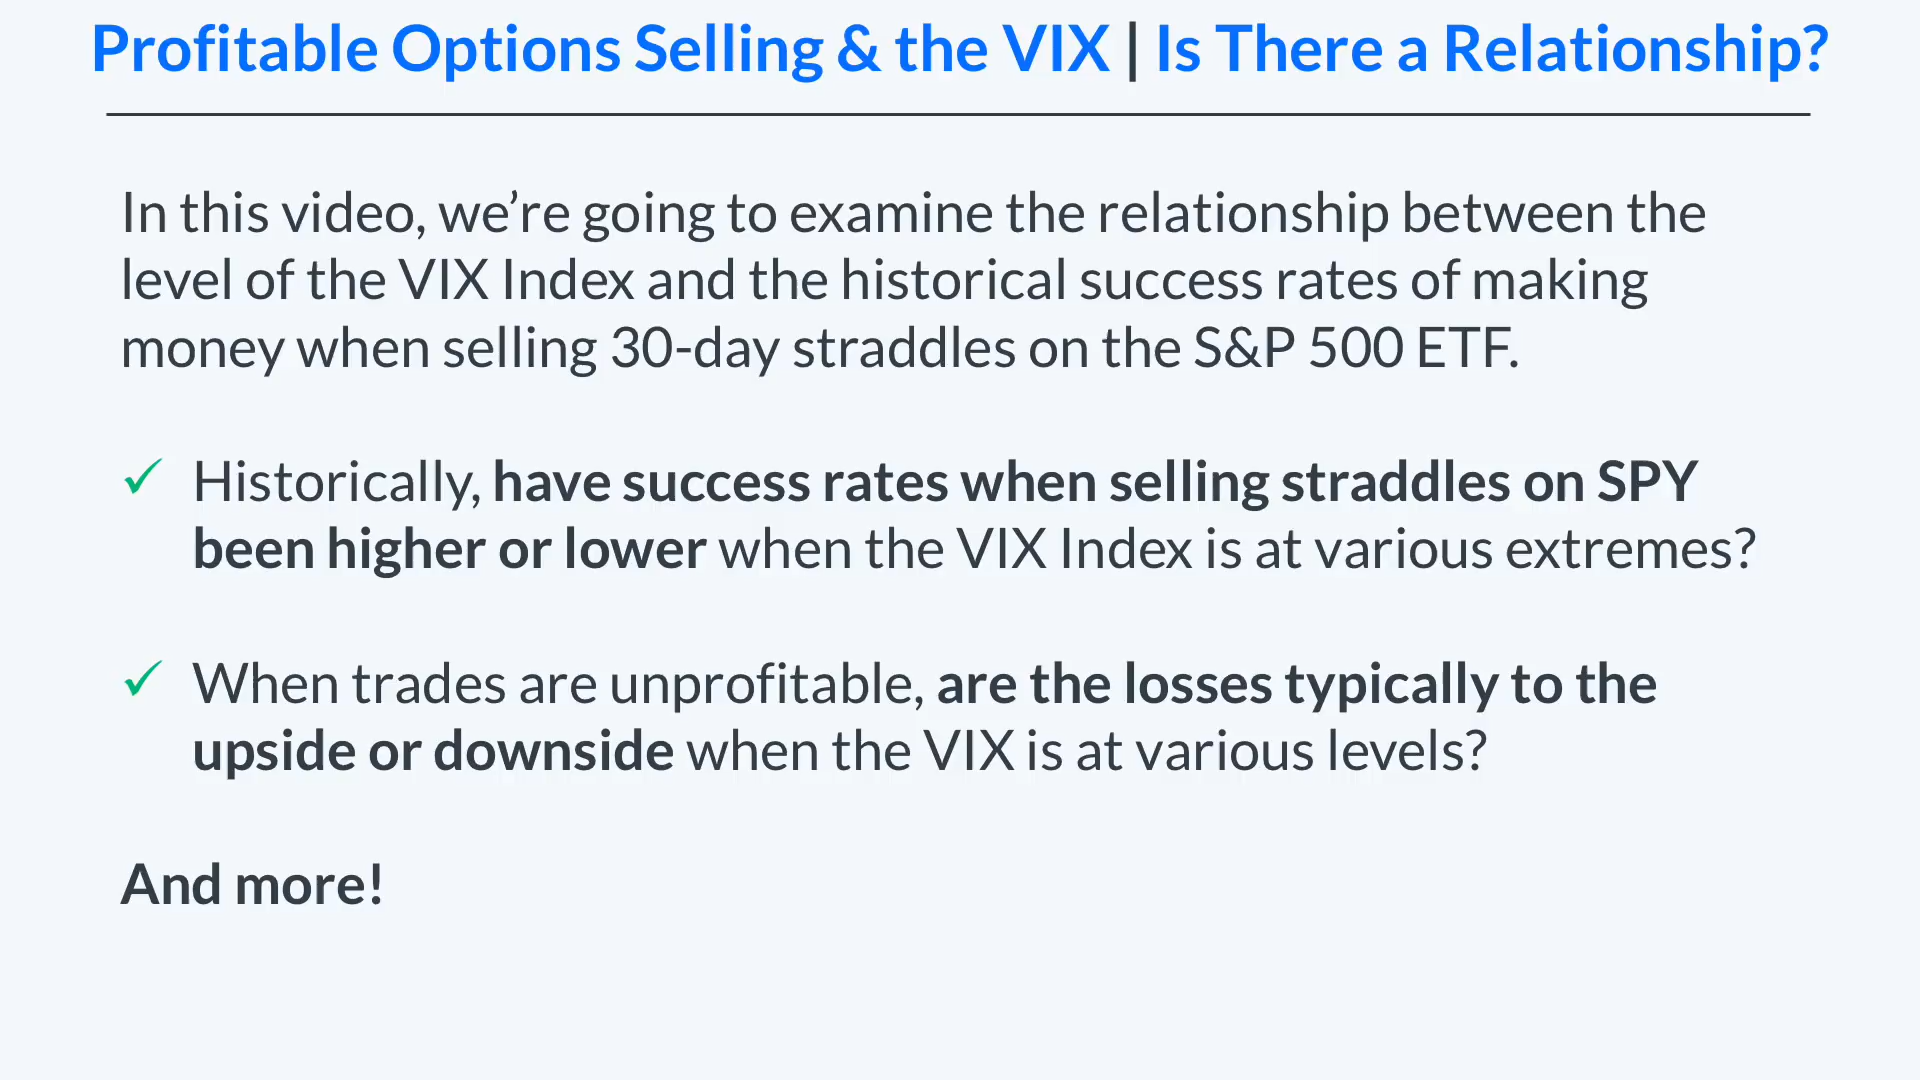 Profitable Options Selling & the VIX | Is There a Relationship?
In this video, we’re going to examine the relationship between the
level of the VIX Index and the historical success rates of making
money when selling 30-day straddles on the S&P 500 ETF.
✓ Historically, have success rates when selling straddles on SPY
been higher or lower when the VIX Index is at various extremes?
✓ When trades are unprofitable, are the losses typically to the
upside or downside when the VIX is at various levels?
And more!